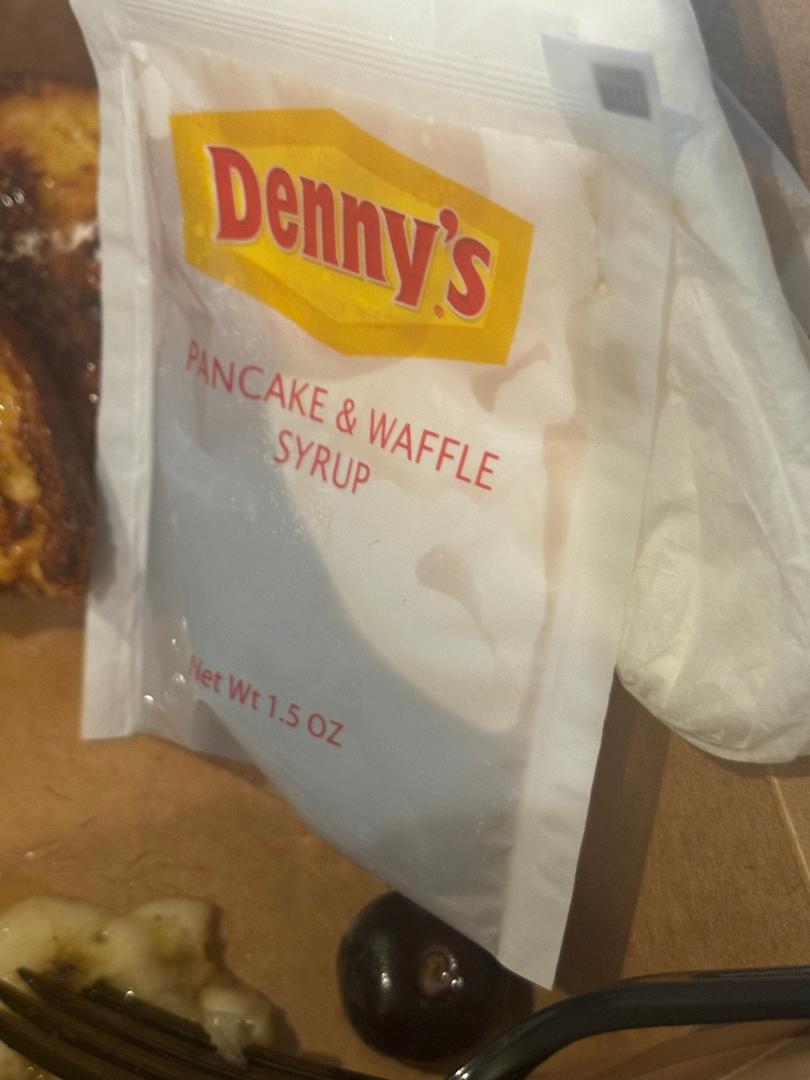 Denny's
PANCAKE & WAFFLE
SYRUP
Net Wt 1.5 OZ